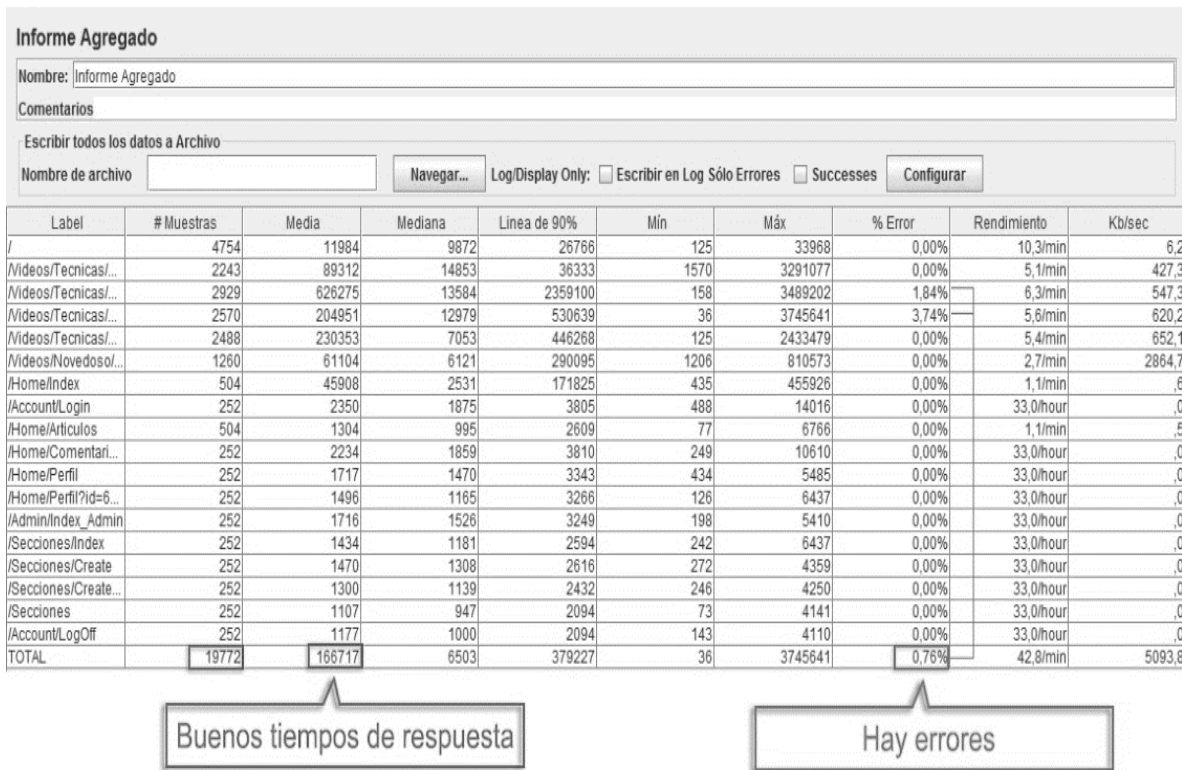 Informe Agregado
Nombre: Informe Agregado
Comentarios
Escribir todos los datos a Archivo
Nombre de archivo Navegar... Log/Display Only: Escribir en Log Sólo Errores Successes Configurar
Label # Muestras Media Mediana Linea de 90% Mín Máx % Error Rendimiento Kb/sec
/ 4754 11984 9872 26766 125 33968 0,00% 10,3/min 6,2
/Videos/Tecnicas/... 2243 89312 14853 36333 1570 3291077 0,00% 5,1/min 427,3
/Videos/Tecnicas/... 2929 626275 13584 2359100 158 3489202 1,84% 6,3/min 547,3
/Videos/Tecnicas/... 2570 204951 12979 530639 36 3745641 3,74% 5,6/min 620,2
/Videos/Tecnicas/... 2488 230353 7053 446268 125 2433479 0,00% 5,4/min 652,1
/Videos/Novedoso/... 1260 61104 6121 290095 1206 810573 0,00% 2,7/min 2864,7
/Home/Index 504 45908 2531 171825 435 455926 0,00% 1,1/min ,6
/Account/Login 252 2350 1875 3805 488 14016 0,00% 33,0/hour ,0
/Home/Articulos 504 1304 995 2609 77 6766 0,00% 1,1/min ,5
/Home/Comentari... 252 2234 1859 3810 249 10610 0,00% 33,0/hour ,0
/Home/Perfil 252 1717 1470 3343 434 5485 0,00% 33,0/hour ,0
/Home/Perfil?id=6... 252 1496 1165 3266 126 6437 0,00% 33,0/hour ,0
/Admin/Index_Admin 252 1716 1526 3249 198 5410 0,00% 33,0/hour ,0
/Secciones/Index 252 1434 1181 2594 242 6437 0,00% 33,0/hour ,0
/Secciones/Create 252 1470 1308 2616 272 4359 0,00% 33,0/hour ,0
/Secciones/Create... 252 1300 1139 2432 246 4250 0,00% 33,0/hour ,0
/Secciones 252 1107 947 2094 73 4141 0,00% 33,0/hour ,0
/Account/LogOff 252 1177 1000 2094 143 4110 0,00% 33,0/hour ,0
TOTAL 19772 166717 6503 379227 36 3745641 0,76% 42,8/min 5093,8
Buenos tiempos de respuesta
Hay errores